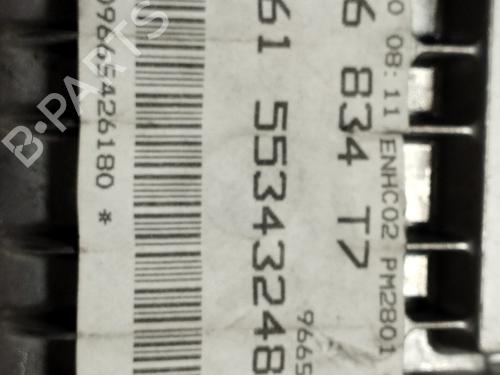 0 08:11 ENHC02 PM2801
6 834 T7
9665
61 55343248
09665426180 *
B-PARTS